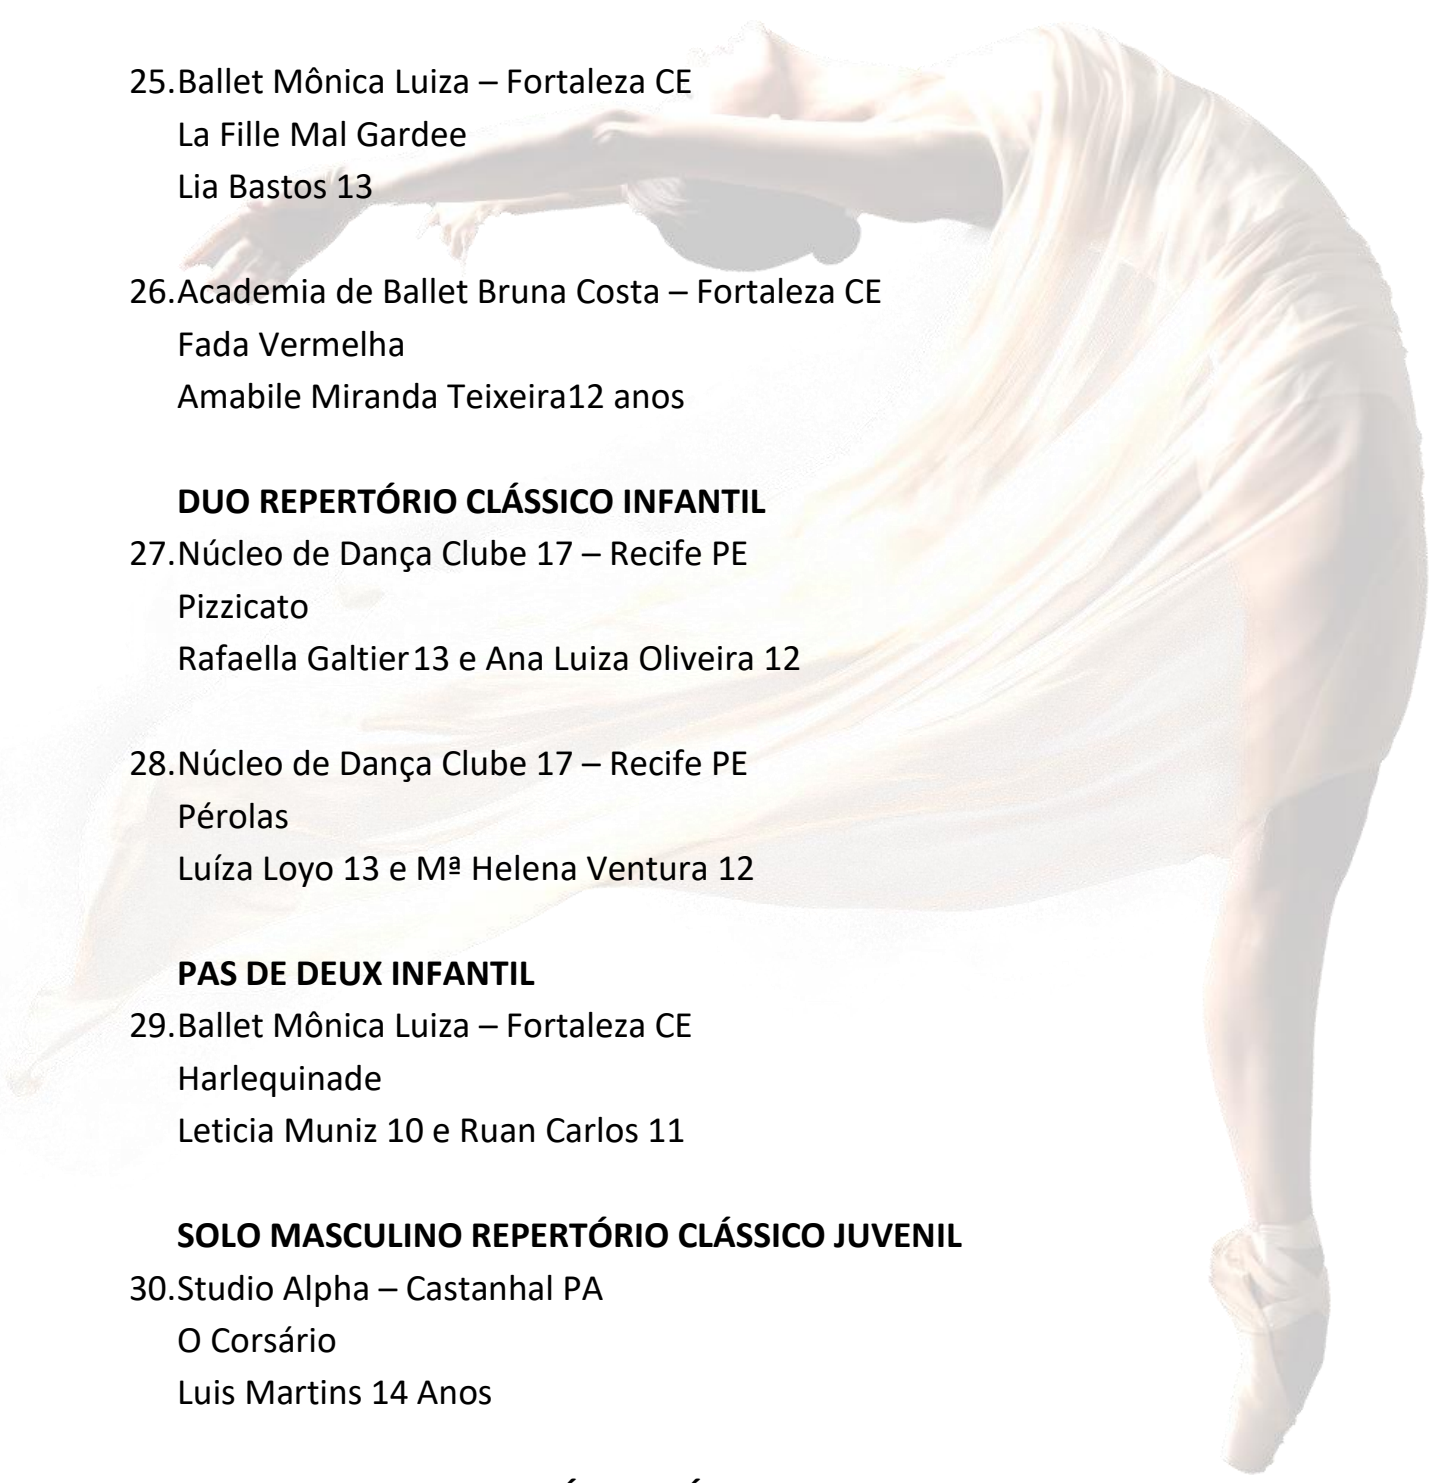 25.Ballet Mônica Luiza – Fortaleza CE
La Fille Mal Gardee
Lia Bastos 13
26.Academia de Ballet Bruna Costa – Fortaleza CE
Fada Vermelha
Amabile Miranda Teixeira12 anos
DUO REPERTÓRIO CLÁSSICO INFANTIL
27.Núcleo de Dança Clube 17 – Recife PE
Pizzicato
Rafaella Galtier 13 e Ana Luiza Oliveira 12
28.Núcleo de Dança Clube 17 – Recife PE
Pérolas
Luíza Loyo 13 e Mª Helena Ventura 12
PAS DE DEUX INFANTIL
29.Ballet Mônica Luiza – Fortaleza CE
Harlequinade
Leticia Muniz 10 e Ruan Carlos 11
SOLO MASCULINO REPERTÓRIO CLÁSSICO JUVENIL
30.Studio Alpha – Castanhal PA
O Corsário
Luis Martins 14 Anos